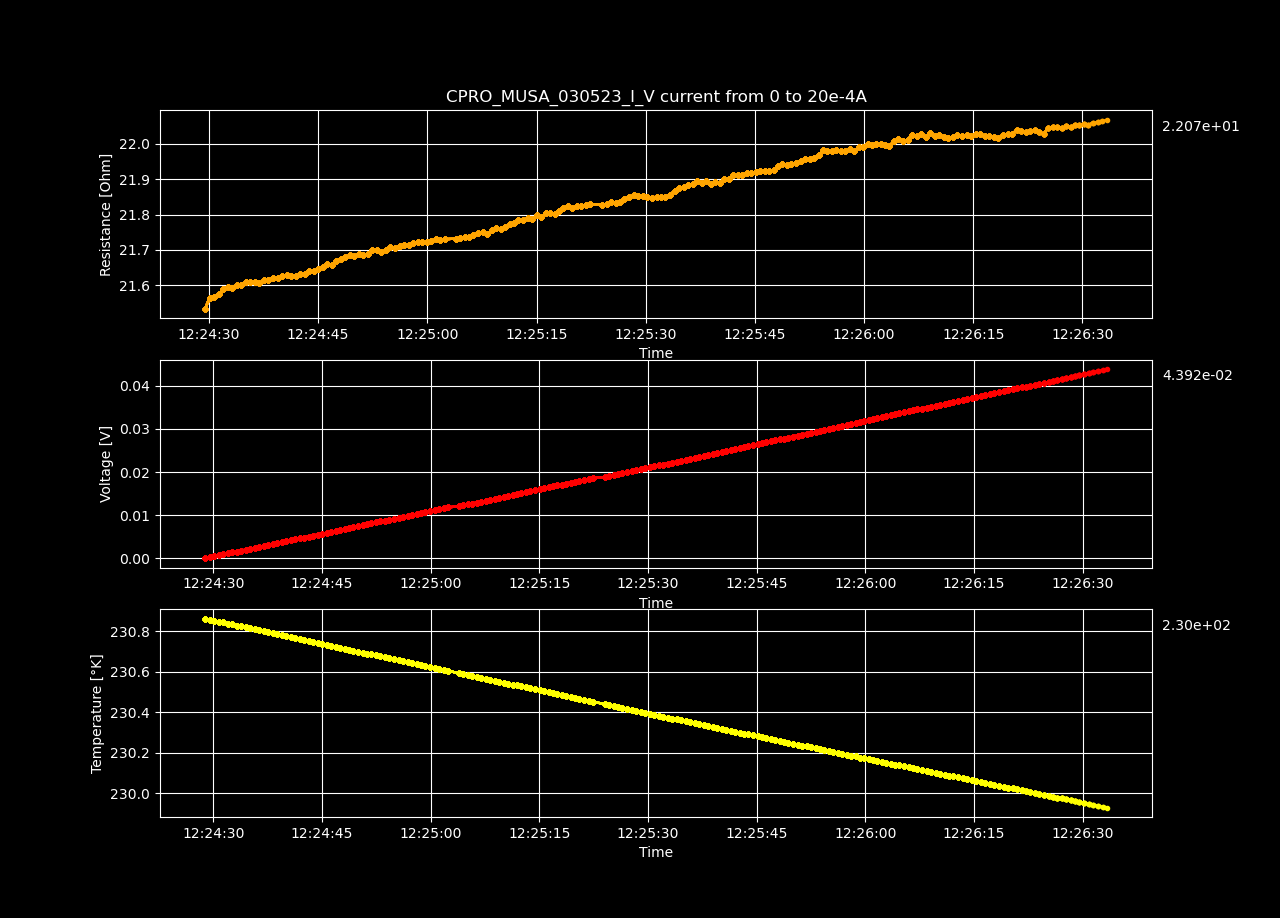 CPRO_MUSA_030523_I_V current from 0 to 20e-4A
2.207e+01
22.0
21.9
21.8
21.7
21.6
Resistance [Ohm]
12:24:30 12:24:45 12:25:00 12:25:15 12:25:30 12:25:45 12:26:00 12:26:15 12:26:30
Time
4.392e-02
0.04
0.03
0.02
0.01
0.00
Voltage [V]
12:24:30 12:24:45 12:25:00 12:25:15 12:25:30 12:25:45 12:26:00 12:26:15 12:26:30
Time
2.30e+02
230.8
230.6
230.4
230.2
230.0
Temperature [°K]
12:24:30 12:24:45 12:25:00 12:25:15 12:25:30 12:25:45 12:26:00 12:26:15 12:26:30
Time